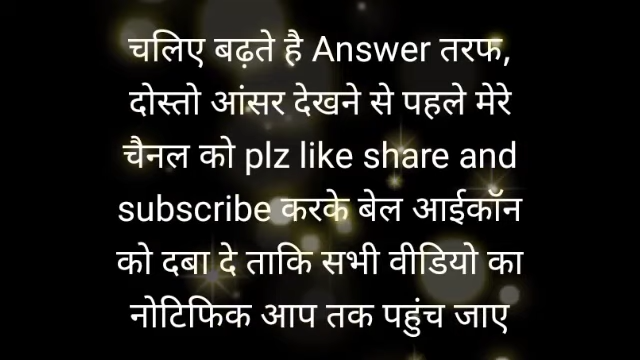 चलिए बढ़ते है Answer तरफ,
दोस्तो आंसर देखने से पहले मेरे
चैनल को plz like share and
subscribe करके बेल आईकॉन
को दबा दे ताकि सभी वीडियो का
नोटिफिक आप तक पहुंच जाए